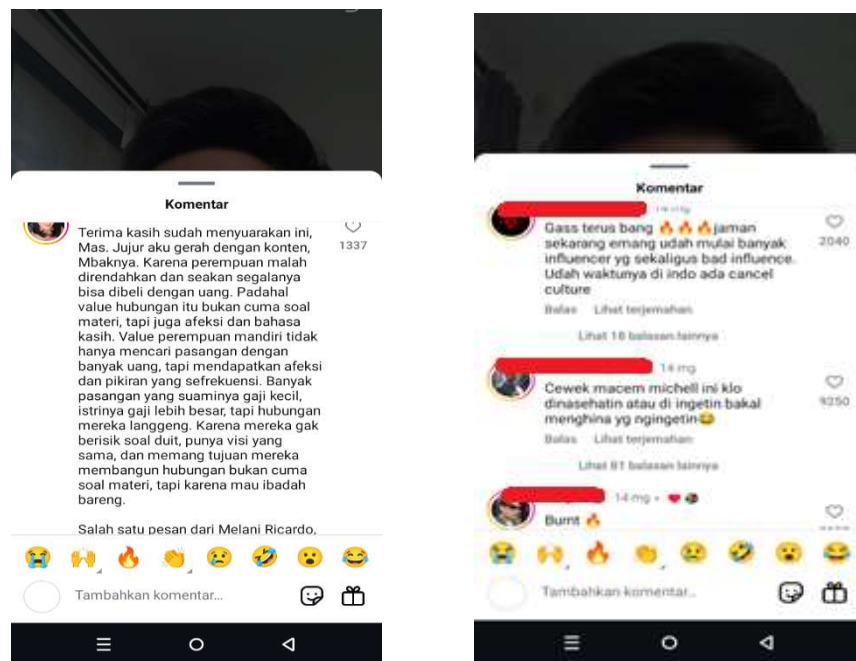 Komentar
Terima kasih sudah menyuarakan ini,
Mas. Jujur aku gerah dengan konten,
Mbaknya. Karena perempuan malah
direndahkan dan seakan segalanya
bisa dibeli dengan uang. Padahal
value hubungan itu bukan cuma soal
materi, tapi juga afeksi dan bahasa
kasih. Value perempuan mandiri tidak
hanya mencari pasangan dengan
banyak uang, tapi mendapatkan afeksi
dan pikiran yang sefrekuensi. Banyak
pasangan yang suaminya gaji kecil,
istrinya gaji lebih besar, tapi hubungan
mereka langgeng. Karena mereka gak
berisik soal duit, punya visi yang
sama, dan memang tujuan mereka
membangun hubungan bukan cuma
soal materi, tapi karena mau ibadah
bareng.
Salah satu pesan dari Melani Ricardo,
1337
Tambahkan komentar...
Komentar
14 mg
Gass terus bang 🔥🔥🔥jaman
sekarang emang udah mulai banyak
influencer yg sekaligus bad influence.
Udah waktunya di indo ada cancel
culture
2040
Balas Lihat terjemahan
Lihat 18 balasan lainnya
14 mg
Cewek macem michell ini klo
dinasehatin atau di ingetin bakal
menghina yg ngingetin😂
9250
Balas Lihat terjemahan
Lihat 81 balasan lainnya
14 mg
Burnt 🔥
Tambahkan komentar...